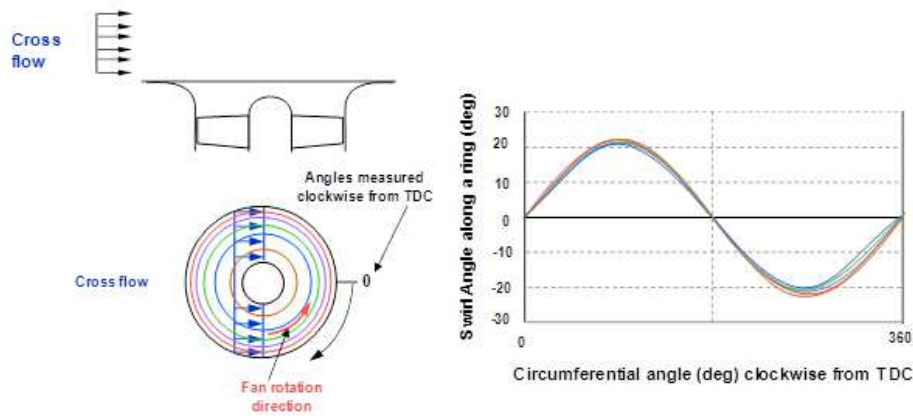 Cross
flow
Angles measured
clockwise from TDC
Cross flow
0
Fan rotation
direction
Swirl Angle along a ring (deg)
30
20
10
0
-10
-20
-30
0
360
Circumferential angle (deg) clockwise from TDC